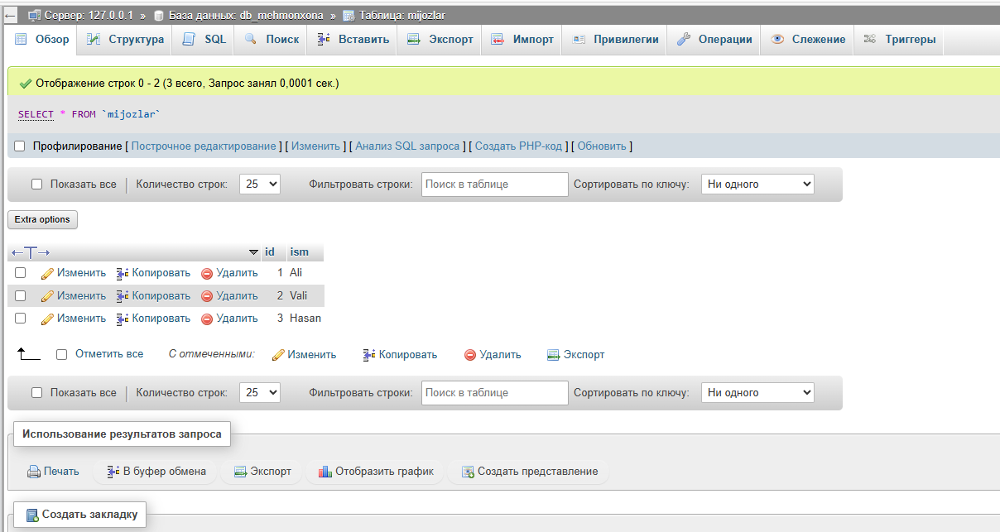 Сервер: 127.0.0.1 » База данных: db_mehmonxona » Таблица: mijozlar
Обзор Структура SQL Поиск Вставить Экспорт Импорт Привилегии Операции Слежение Триггеры
Отображение строк 0 - 2 (3 всего, Запрос занял 0,0001 сек.)
SELECT * FROM `mijozlar`
Профилирование [ Построчное редактирование ] [ Изменить ] [ Анализ SQL запроса ] [ Создать PHP-код ] [ Обновить ]
Показать все Количество строк: 25 Фильтровать строки: Поиск в таблице Сортировать по ключу: Ни одного
Extra options
←T→ id ism
Изменить Копировать Удалить 1 Ali
Изменить Копировать Удалить 2 Vali
Изменить Копировать Удалить 3 Hasan
Отметить все С отмеченными: Изменить Копировать Удалить Экспорт
Показать все Количество строк: 25 Фильтровать строки: Поиск в таблице Сортировать по ключу: Ни одного
Использование результатов запроса
Печать В буфер обмена Экспорт Отобразить график Создать представление
Создать закладку